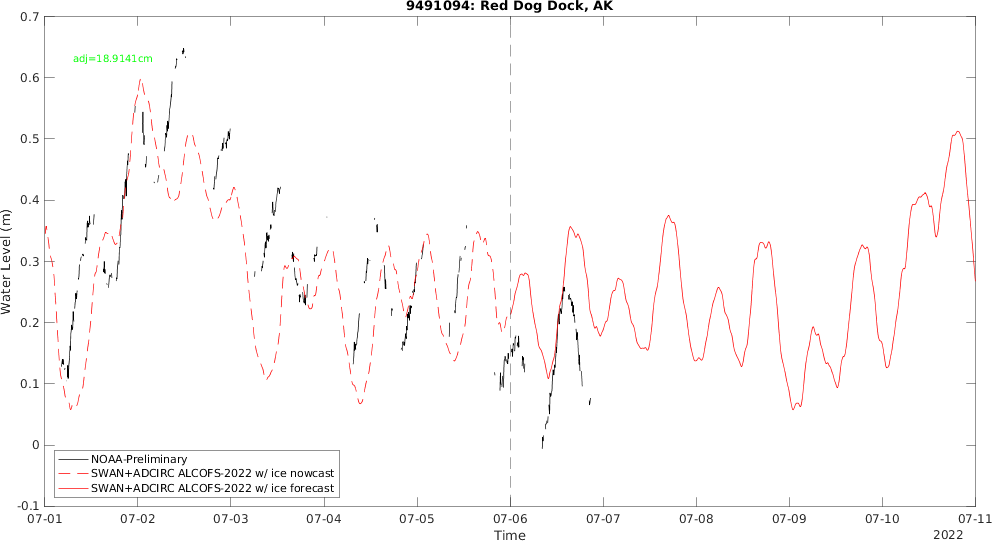 9491094: Red Dog Dock, AK
adj=18.9141cm
Water Level (m)
0.7
0.6
0.5
0.4
0.3
0.2
0.1
0
-0.1
NOAA-Preliminary
SWAN+ADCIRC ALCOFS-2022 w/ ice nowcast
SWAN+ADCIRC ALCOFS-2022 w/ ice forecast
07-01 07-02 07-03 07-04 07-05 07-06 07-07 07-08 07-09 07-10 07-11
Time
2022